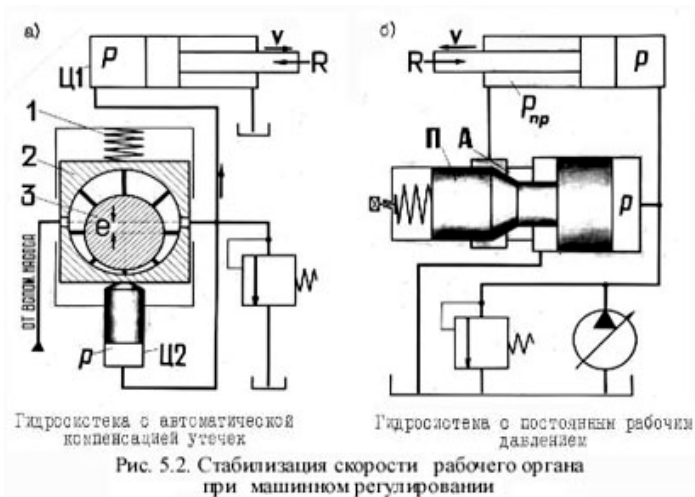 а)
б)
v
v
Ц1
p
R
R
p
Pпр
1
2
3
e
П
А
p
ОТ ВСПОМ НАСОСА
p
Ц2
Гидросистема с автоматической
компенсацией утечек
Гидросистема с постоянным рабочим
давлением
Рис. 5.2. Стабилизация скорости рабочего органа
при машинном регулировании